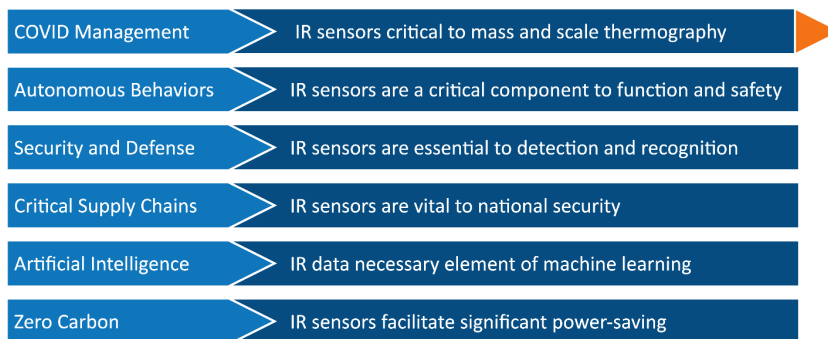 COVID Management IR sensors critical to mass and scale thermography
Autonomous Behaviors IR sensors are a critical component to function and safety
Security and Defense IR sensors are essential to detection and recognition
Critical Supply Chains IR sensors are vital to national security
Artificial Intelligence IR data necessary element of machine learning
Zero Carbon IR sensors facilitate significant power-saving